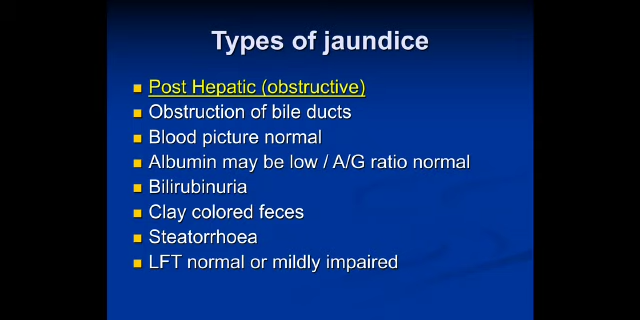 Types of jaundice
Post Hepatic (obstructive)
Obstruction of bile ducts
Blood picture normal
Albumin may be low / A/G ratio normal
Bilirubinuria
Clay colored feces
Steatorrhoea
LFT normal or mildly impaired